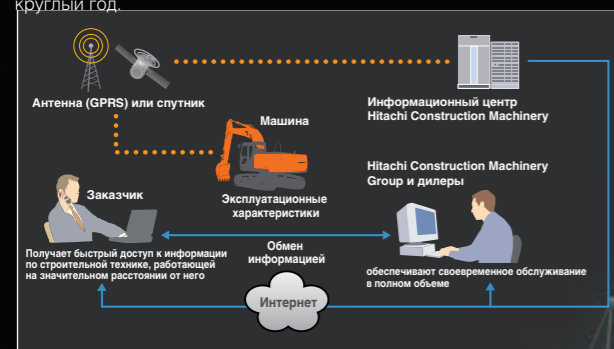 круглый год.
Антенна (GPRS) или спутник
Информационный центр
Hitachi Construction Machinery
Машина
Эксплуатационные
характеристики
Заказчик
Hitachi Construction Machinery
Group и дилеры
Получает быстрый доступ к информации
по строительной технике, работающей
на значительном расстоянии от него
Обмен
информацией
обеспечивают своевременное обслуживание
в полном объеме
Интернет